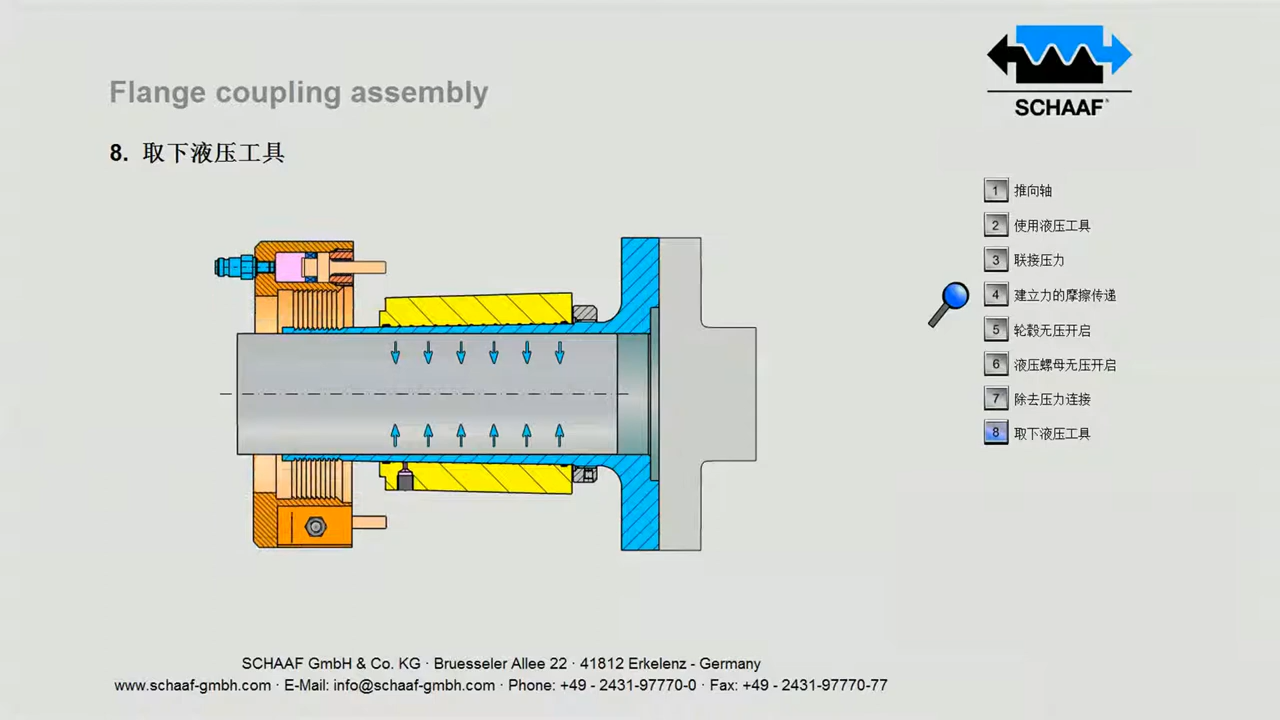 Flange coupling assembly
SCHAAF®
8. 取下液压工具
1 推向轴
2 使用液压工具
3 联接压力
4 建立力的摩擦传递
5 轮毂无压开启
6 液压螺母无压开启
7 除去压力连接
8 取下液压工具
SCHAAF GmbH & Co. KG · Bruesseler Allee 22 · 41812 Erkelenz - Germany
www.schaaf-gmbh.com · E-Mail: info@schaaf-gmbh.com · Phone: +49 - 2431-97770-0 · Fax: +49 - 2431-97770-77